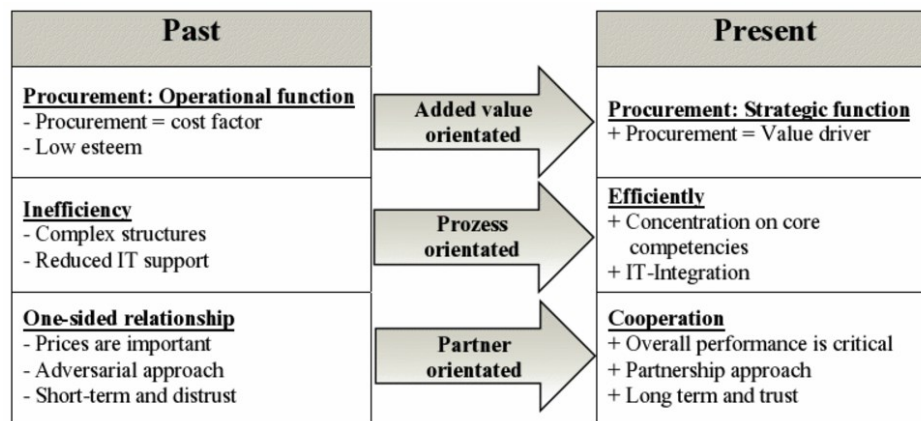 Past
Present
Procurement: Operational function
- Procurement = cost factor
- Low esteem
Added value
orientated
Procurement: Strategic function
+ Procurement = Value driver
Inefficiency
- Complex structures
- Reduced IT support
Prozess
orientated
Efficiently
+ Concentration on core
competencies
+ IT-Integration
One-sided relationship
- Prices are important
- Adversarial approach
- Short-term and distrust
Partner
orientated
Cooperation
+ Overall performance is critical
+ Partnership approach
+ Long term and trust